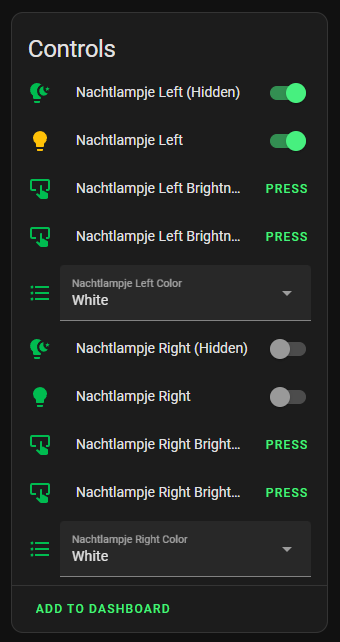 Controls
Nachtlampje Left (Hidden)
Nachtlampje Left
Nachtlampje Left Brightn... PRESS
Nachtlampje Left Brightn... PRESS
Nachtlampje Left Color
White
Nachtlampje Right (Hidden)
Nachtlampje Right
Nachtlampje Right Bright... PRESS
Nachtlampje Right Bright... PRESS
Nachtlampje Right Color
White
ADD TO DASHBOARD